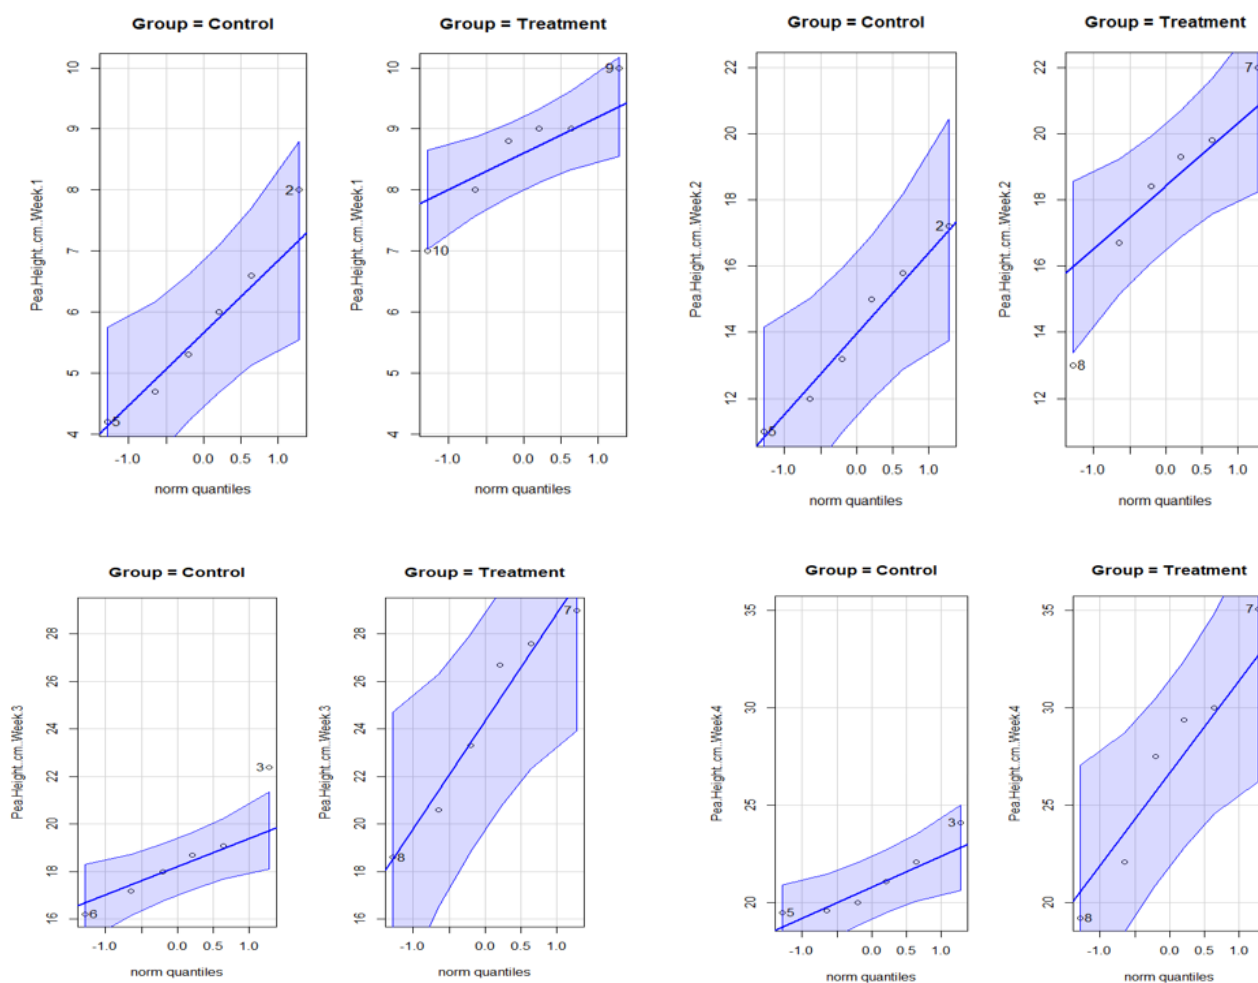 Group = Control
Group = Treatment
Pea.Height..cm..Week.1
10
9
8
7
6
5
4
2
5
-1.0 0.0 0.5 1.0
norm quantiles
Pea.Height..cm..Week.1
10
9
8
7
6
5
4
9
10
-1.0 0.0 0.5 1.0
norm quantiles
Group = Control
Group = Treatment
Pea.Height..cm..Week.2
22
20
18
16
14
12
2
5
-1.0 0.0 0.5 1.0
norm quantiles
Pea.Height..cm..Week.2
22
20
18
16
14
12
7
8
-1.0 0.0 0.5 1.0
norm quantiles
Group = Control
Group = Treatment
Pea.Height..cm..Week.3
28
26
24
22
20
18
16
3
6
-1.0 0.0 1.0
norm quantiles
Pea.Height..cm..Week.3
28
26
24
22
20
18
16
7
8
-1.0 0.0 1.0
norm quantiles
Group = Control
Group = Treatment
Pea.Height..cm..Week.4
35
30
25
20
3
5
-1.0 0.0 0.5 1.0
norm quantiles
Pea.Height..cm..Week.4
35
30
25
20
7
8
-1.0 0.0 0.5 1.0
norm quantiles